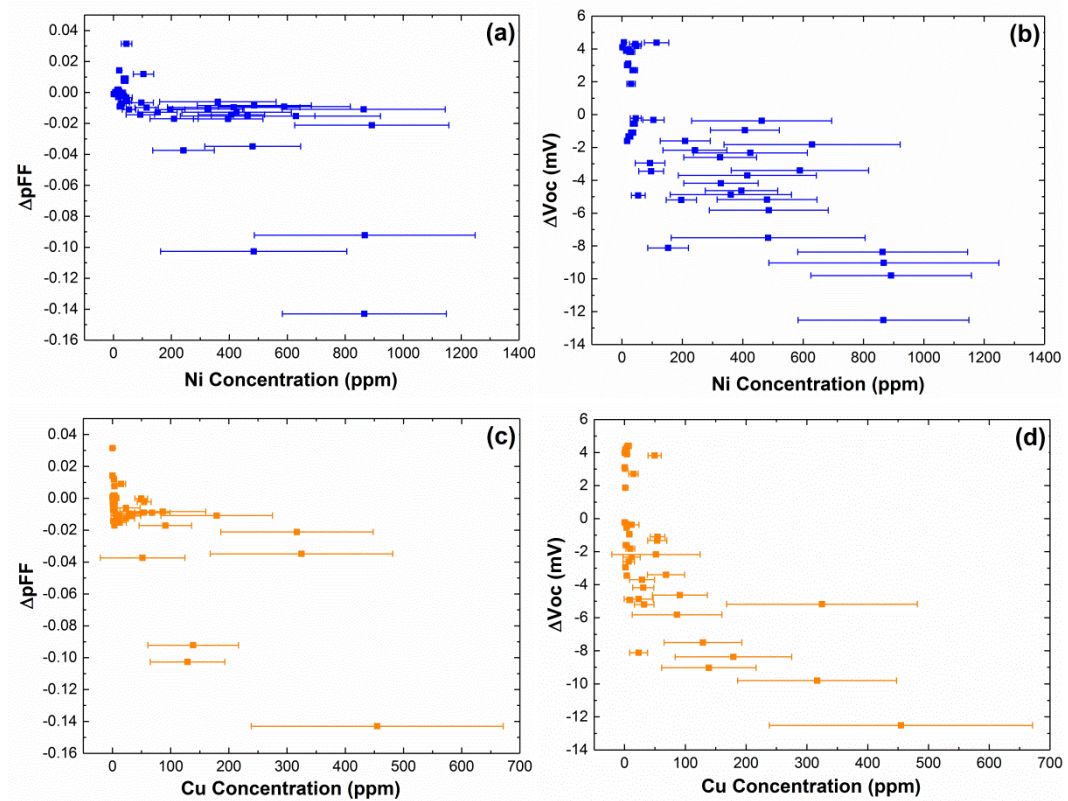 (a)
0.04
0.02
0.00
-0.02
-0.04
-0.06
-0.08
-0.10
-0.12
-0.14
-0.16
ΔpFF
0 200 400 600 800 1000 1200 1400
Ni Concentration (ppm)
(b)
6
4
2
0
-2
-4
-6
-8
-10
-12
-14
ΔVoc (mV)
0 200 400 600 800 1000 1200 1400
Ni Concentration (ppm)
(c)
0.04
0.02
0.00
-0.02
-0.04
-0.06
-0.08
-0.10
-0.12
-0.14
-0.16
ΔpFF
0 100 200 300 400 500 600 700
Cu Concentration (ppm)
(d)
6
4
2
0
-2
-4
-6
-8
-10
-12
-14
ΔVoc (mV)
0 100 200 300 400 500 600 700
Cu Concentration (ppm)